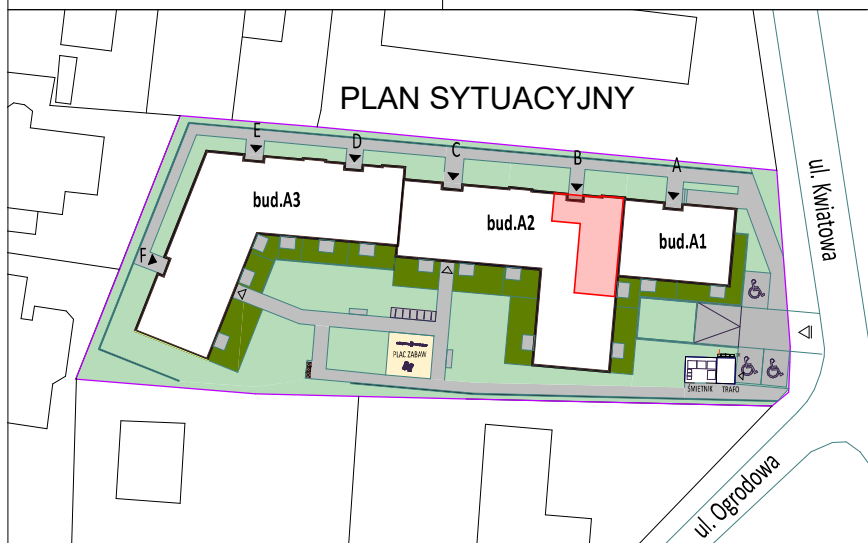 PLAN SYTUACYJNY
E
D
C
B
A
ul. Kwiatowa
bud.A3
bud.A2
bud.A1
F
PLAC ZABAW
ŚMIETNIK
TRAFO
ul. Ogrodowa